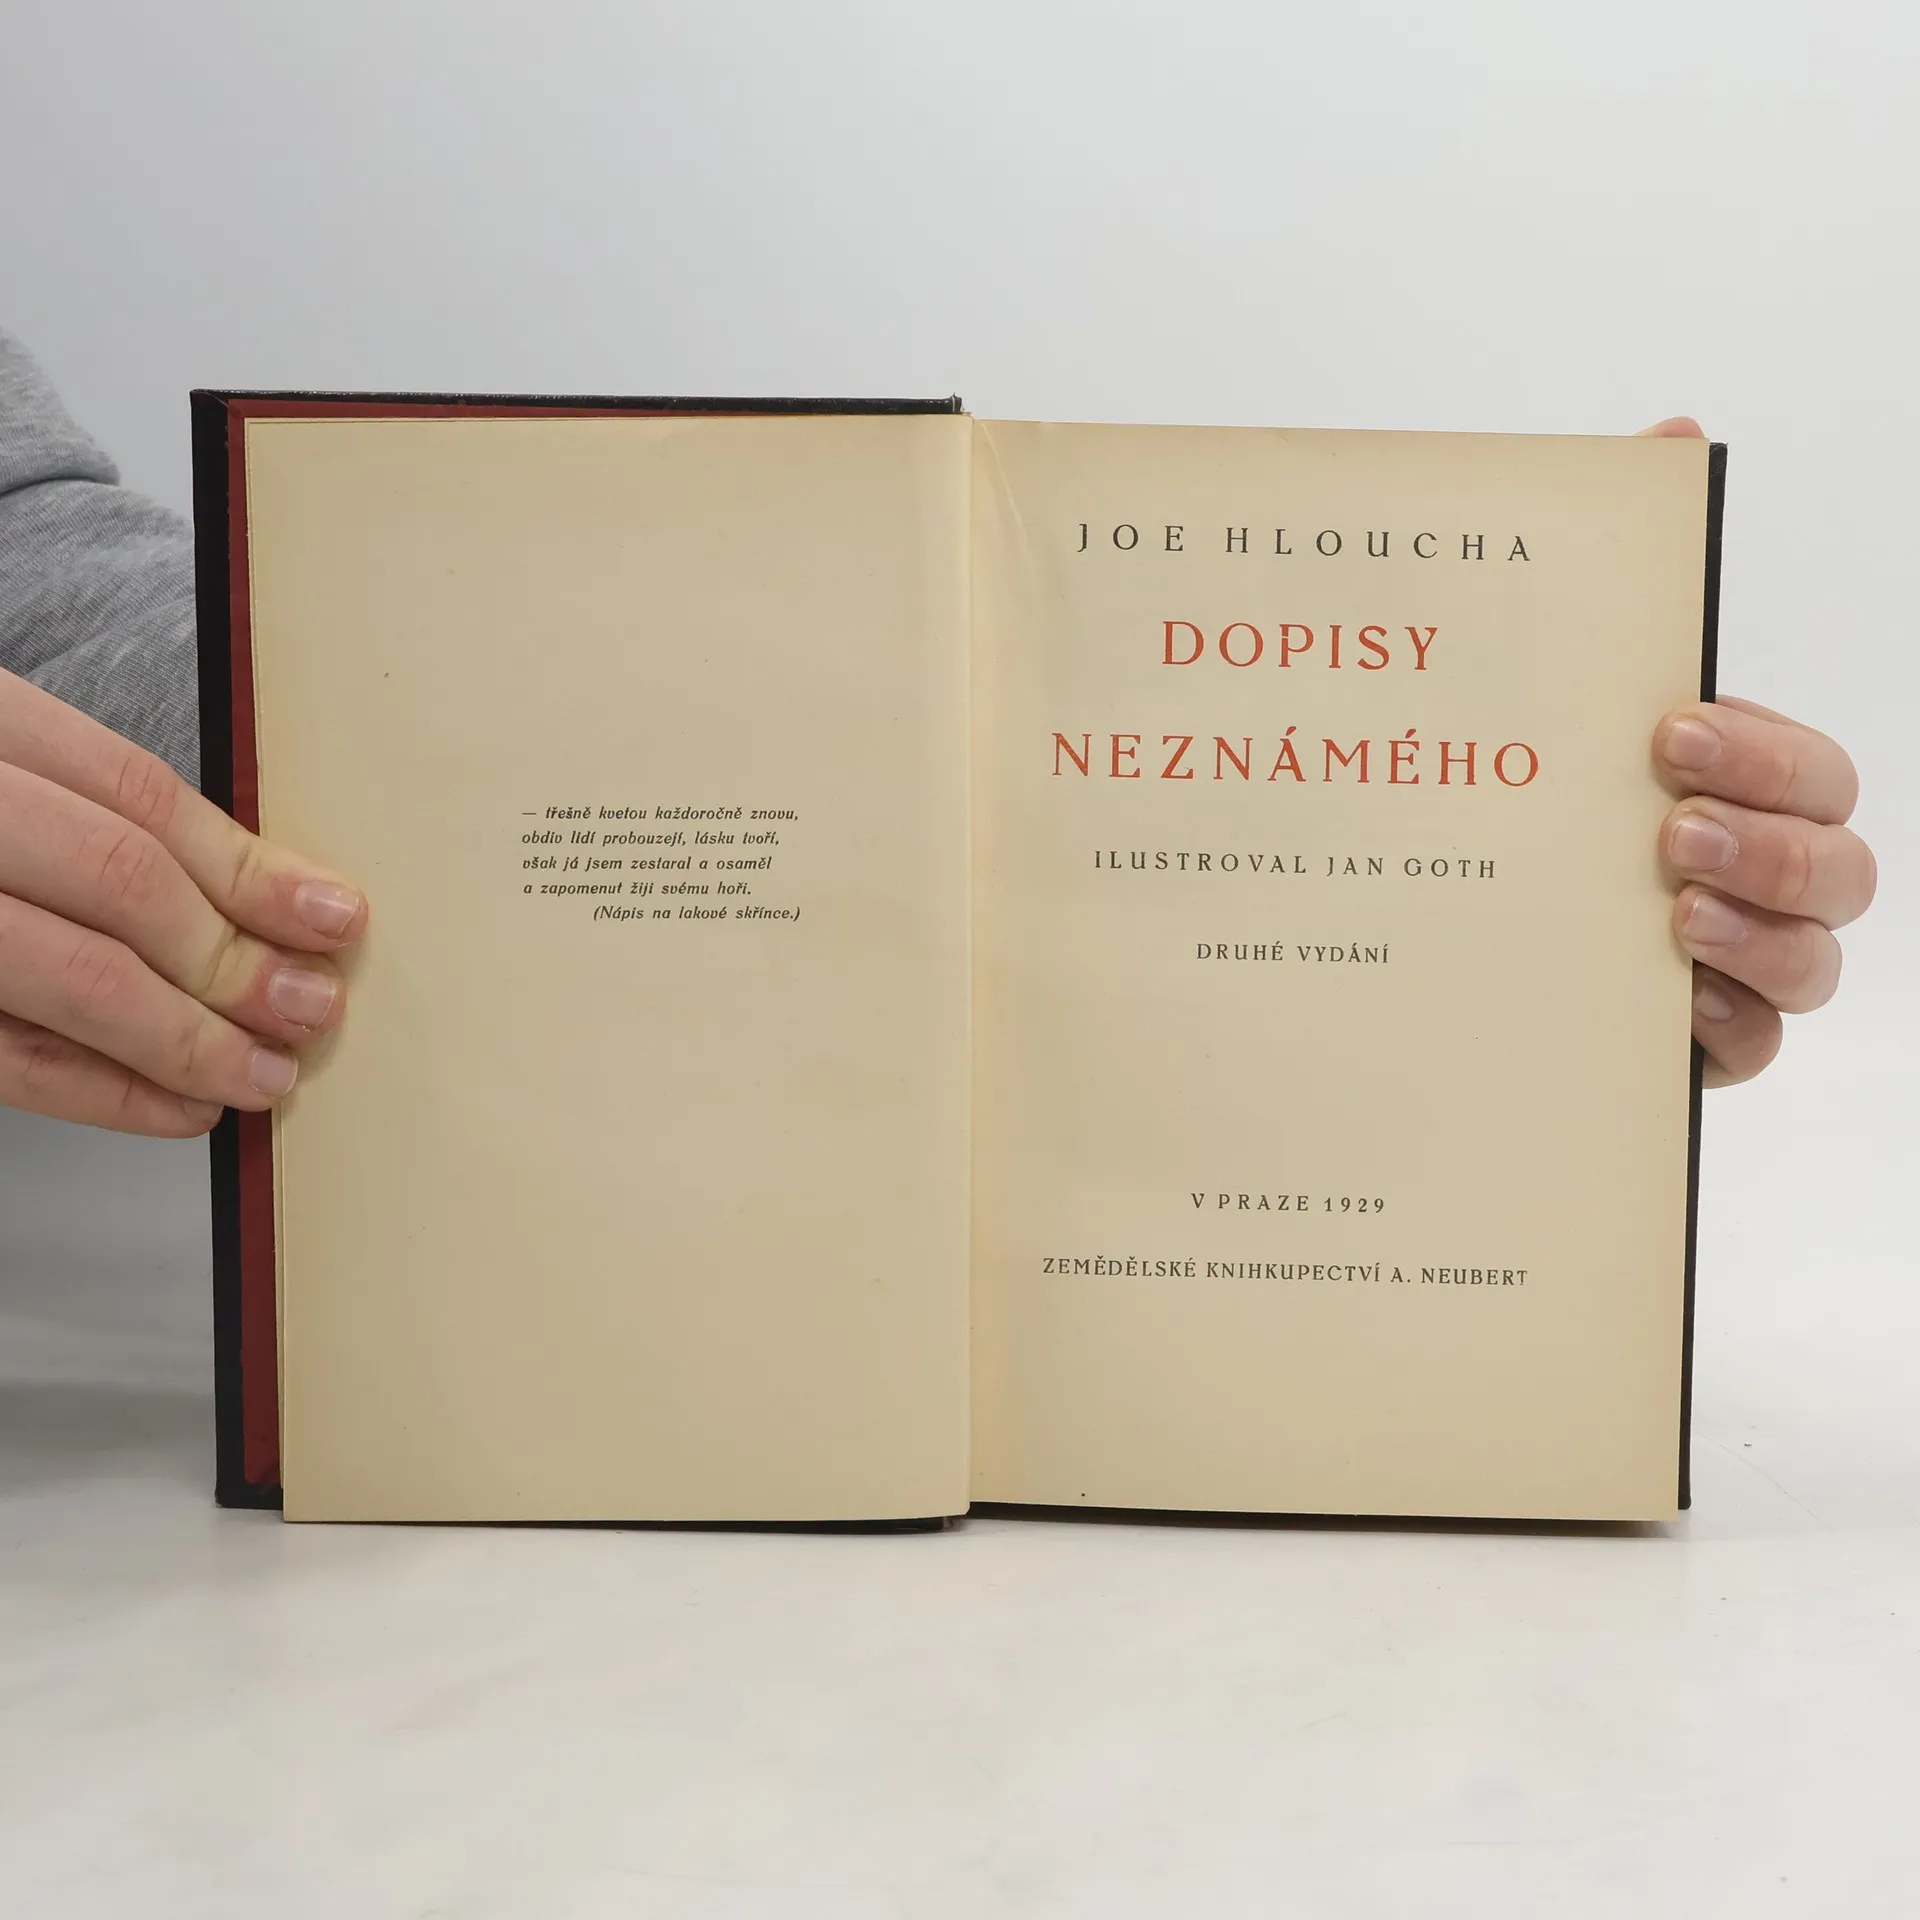 — třešně kvetou každoročně znovu,
obdiv lidí probouzejí, lásku tvoří,
však já jsem zestaral a osaměl
a zapomenut žiji svému hoři.
(Nápis na lakové skřínce.)
JOE HLOUCHA
DOPISY
NEZNÁMÉHO
ILUSTROVAL JAN GOTH
DRUHÉ VYDÁNÍ
V PRAZE 1929
ZEMĚDĚLSKÉ KNIHKUPECTVÍ A. NEUBERT